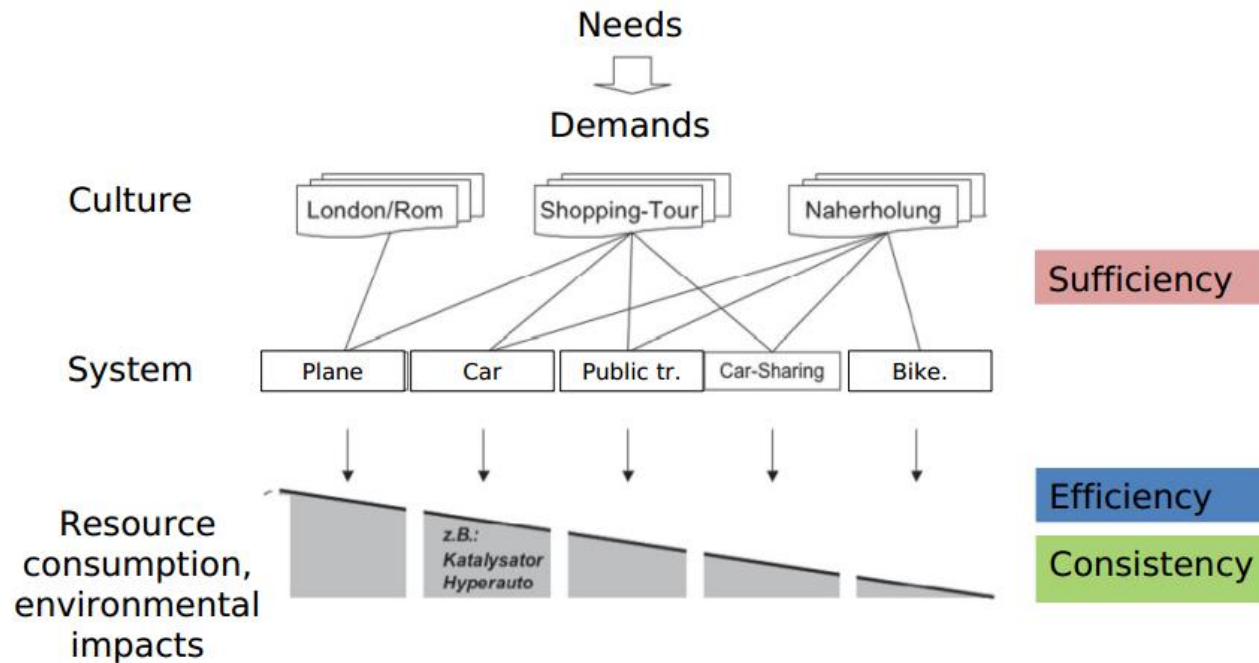 Needs
Demands
Culture
London/Rom
Shopping-Tour
Naherholung
Sufficiency
System
Plane
Car
Public tr.
Car-Sharing
Bike.
Efficiency
Resource
consumption,
environmental
impacts
z.B.:
Katalysator
Hyperauto
Consistency